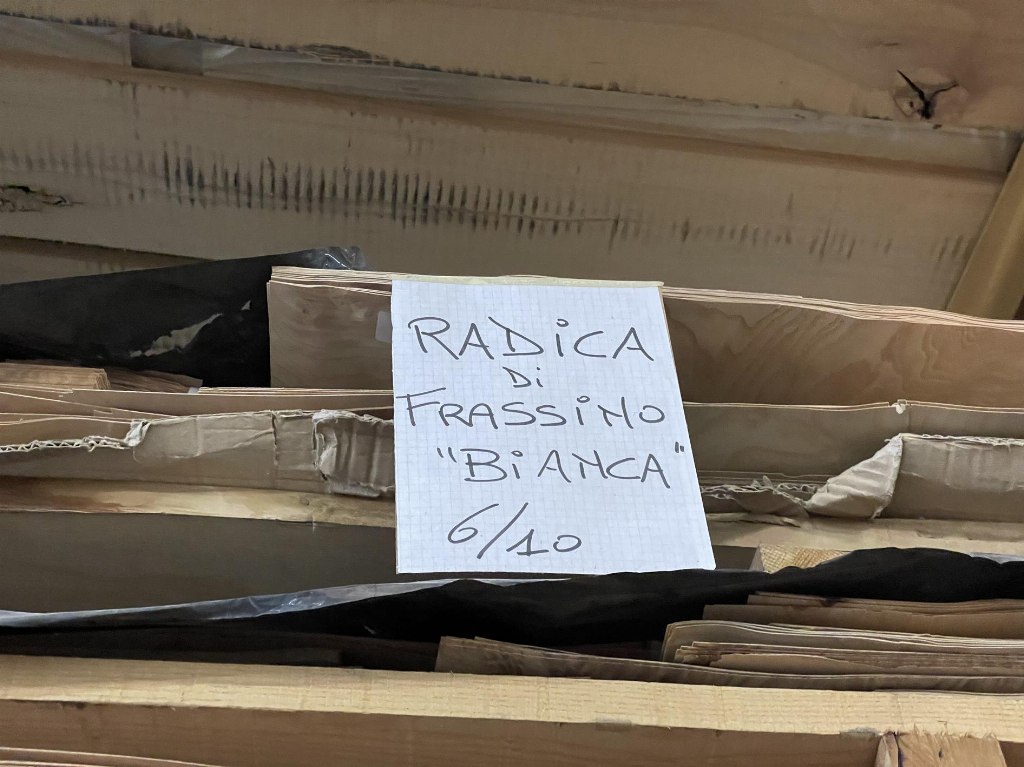 RADiCA
Di
FRASSiNO
"BiANCA"
6/10